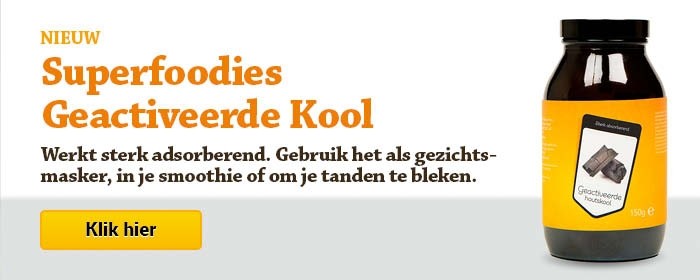 NIEUW
Superfoodies
Geactiveerde Kool
Werkt sterk adsorberend. Gebruik het als gezichts-
masker, in je smoothie of om je tanden te bleken.
Klik hier
Sterk adsorberend
Geactiveerde
houtskool
150g e